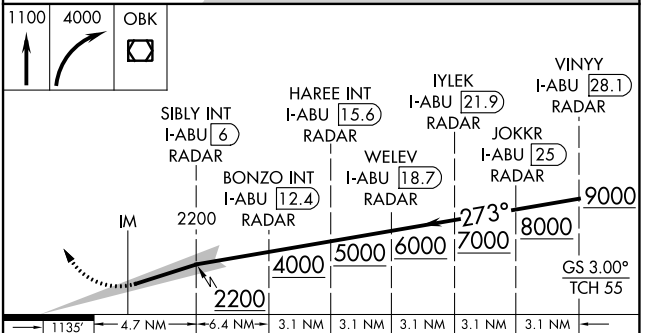 1100 4000 OBK
VINYY
I-ABU 28.1
RADAR
IYLEK
I-ABU 21.9
RADAR
HAREE INT
I-ABU 15.6
RADAR
SIBLY INT
I-ABU 6
RADAR
JOKKR
I-ABU 25
RADAR
WELEV
I-ABU 18.7
RADAR
BONZO INT
I-ABU 12.4
RADAR
IM 2200
273°
9000
8000
7000
6000
5000
4000
2200
GS 3.00°
TCH 55
1135' 4.7 NM 6.4 NM 3.1 NM 3.1 NM 3.1 NM 3.1 NM 3.1 NM